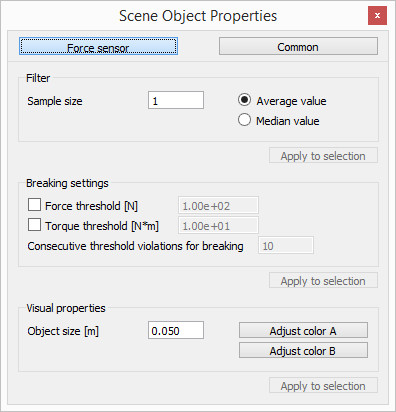 Scene Object Properties
x
Force sensor Common
Filter
Sample size 1 Average value
Median value
Apply to selection
Breaking settings
Force threshold [N] 1.00e+02
Torque threshold [N*m] 1.00e+01
Consecutive threshold violations for breaking 10
Apply to selection
Visual properties
Object size [m] 0.050 Adjust color A
Adjust color B
Apply to selection